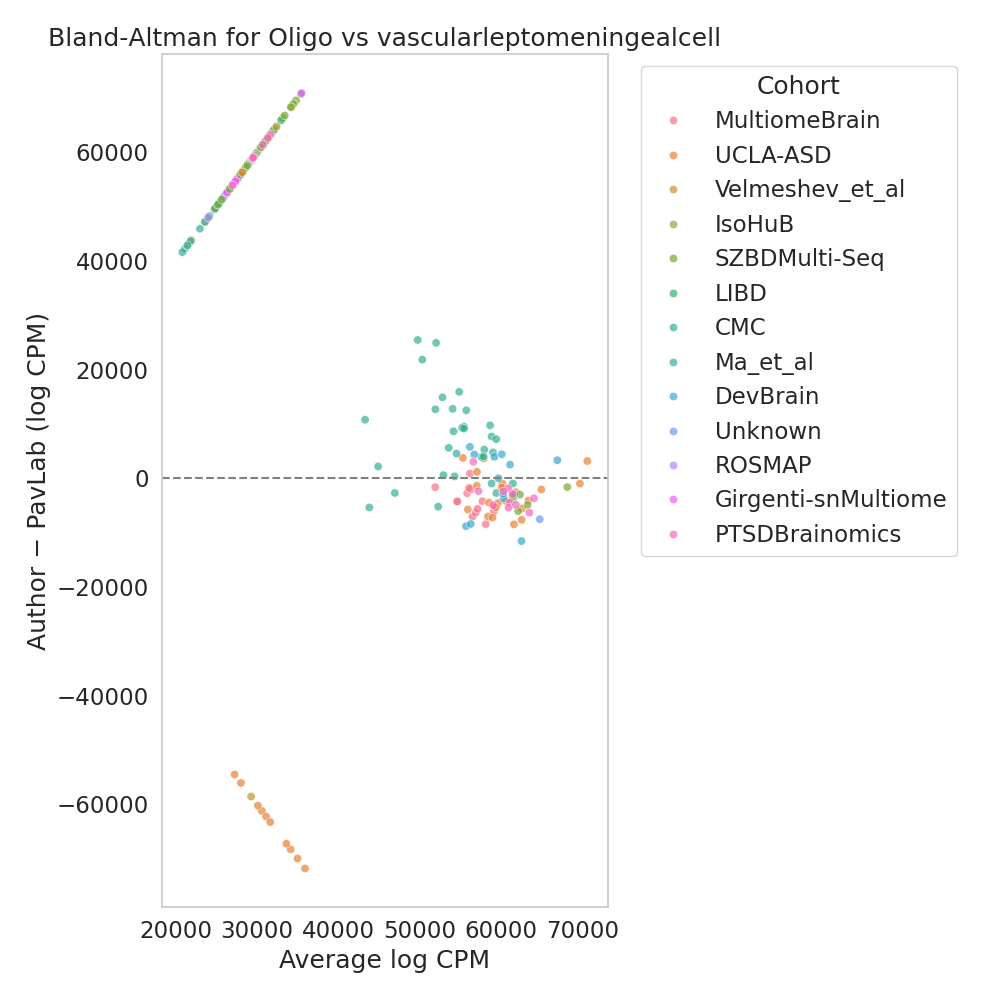 Bland-Altman for Oligo vs vascularleptomeningealcell
Author − PavLab (log CPM)
60000
40000
20000
0
−20000
−40000
−60000
20000 30000 40000 50000 60000 70000
Average log CPM
Cohort
MultiomeBrain
UCLA-ASD
Velmeshev_et_al
IsoHuB
SZBDMulti-Seq
LIBD
CMC
Ma_et_al
DevBrain
Unknown
ROSMAP
Girgenti-snMultiome
PTSDBrainomics